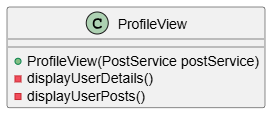 C ProfileView
ProfileView(PostService postService)
displayUserDetails()
displayUserPosts()